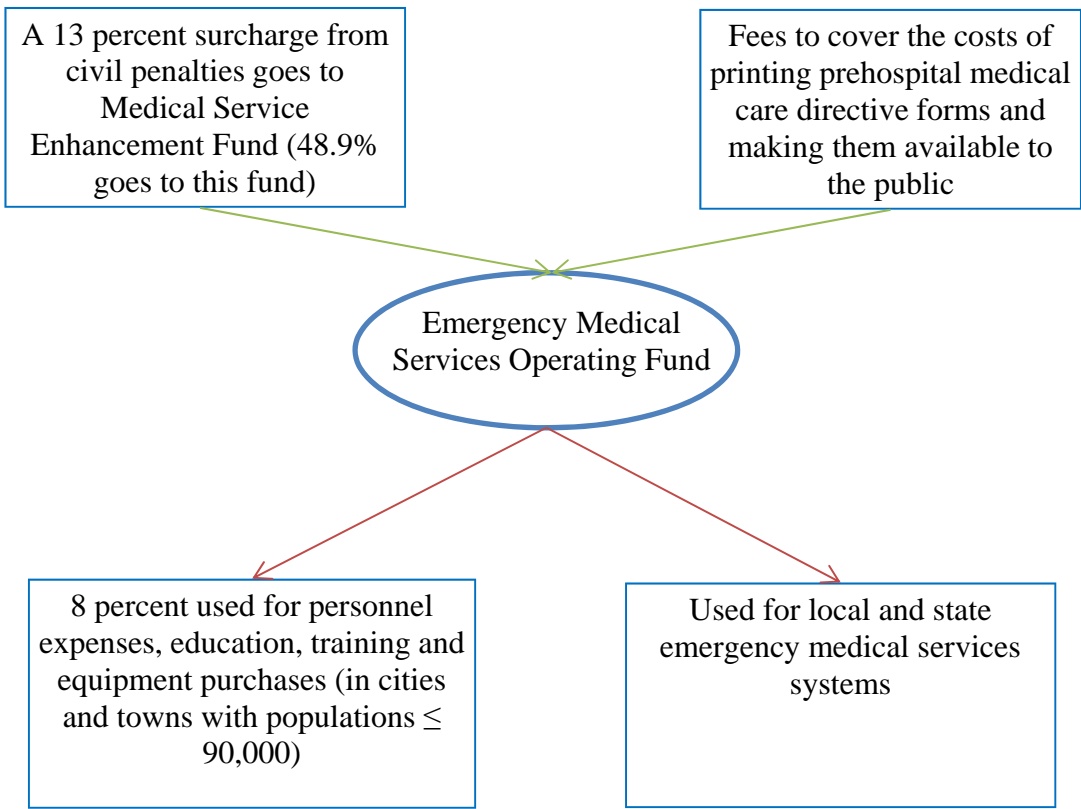 A 13 percent surcharge from
civil penalties goes to
Medical Service
Enhancement Fund (48.9%
goes to this fund)
Fees to cover the costs of
printing prehospital medical
care directive forms and
making them available to
the public
Emergency Medical
Services Operating Fund
8 percent used for personnel
expenses, education, training and
equipment purchases (in cities
and towns with populations ≤
90,000)
Used for local and state
emergency medical services
systems